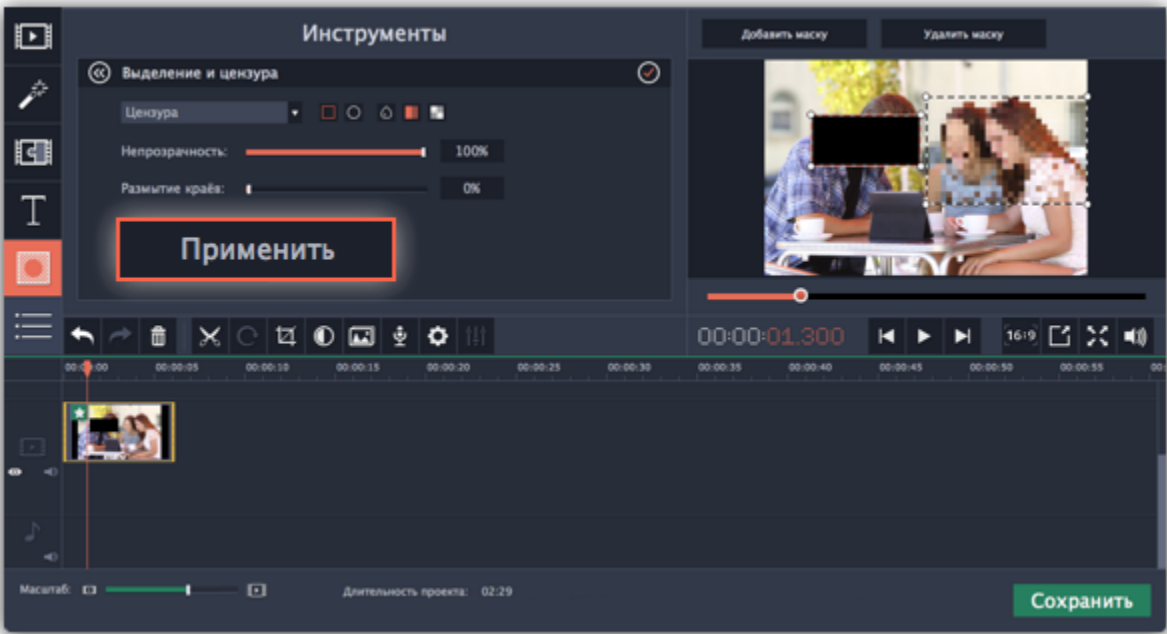 Инструменты
Добавить маску
Удалить маску
Выделение и цензура
Цензура
Непрозрачность: 100%
Размытие краёв: 0%
Применить
T
00:00:01.300
16:9
00:00:05 00:00:10 00:00:15 00:00:20 00:00:25 00:00:30 00:00:35 00:00:40 00:00:45 00:00:50 00:00:55
Масштаб:
Длительность проекта: 02:29
Сохранить